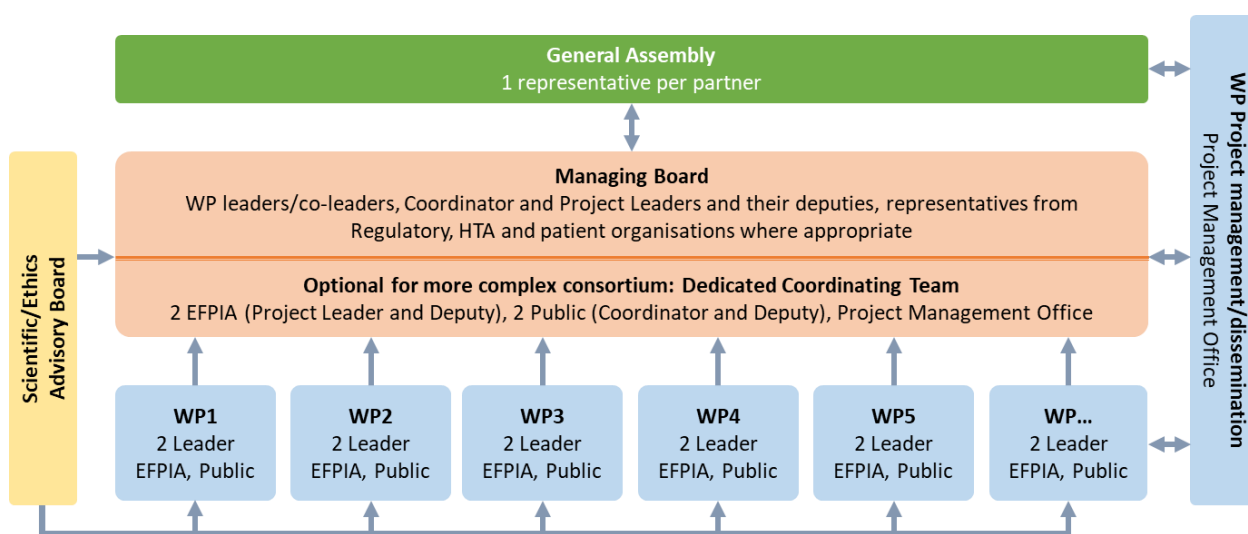 General Assembly
1 representative per partner
Scientific/Ethics
Advisory Board
Managing Board
WP leaders/co-leaders, Coordinator and Project Leaders and their deputies, representatives from
Regulatory, HTA and patient organisations where appropriate
Optional for more complex consortium: Dedicated Coordinating Team
2 EFPIA (Project Leader and Deputy), 2 Public (Coordinator and Deputy), Project Management Office
WP1
2 Leader
EFPIA, Public
WP2
2 Leader
EFPIA, Public
WP3
2 Leader
EFPIA, Public
WP4
2 Leader
EFPIA, Public
WP5
2 Leader
EFPIA, Public
WP...
2 Leader
EFPIA, Public
WP Project management/dissemination
Project Management Office